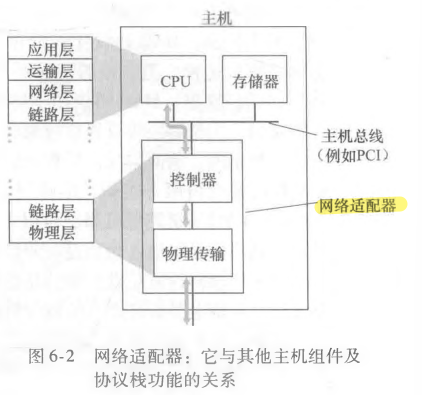 主机
应用层
运输层
网络层
链路层
CPU
存储器
主机总线
（例如PCI）
控制器
链路层
物理层
网络适配器
物理传输
图 6-2 网络适配器：它与其他主机组件及
协议栈功能的关系